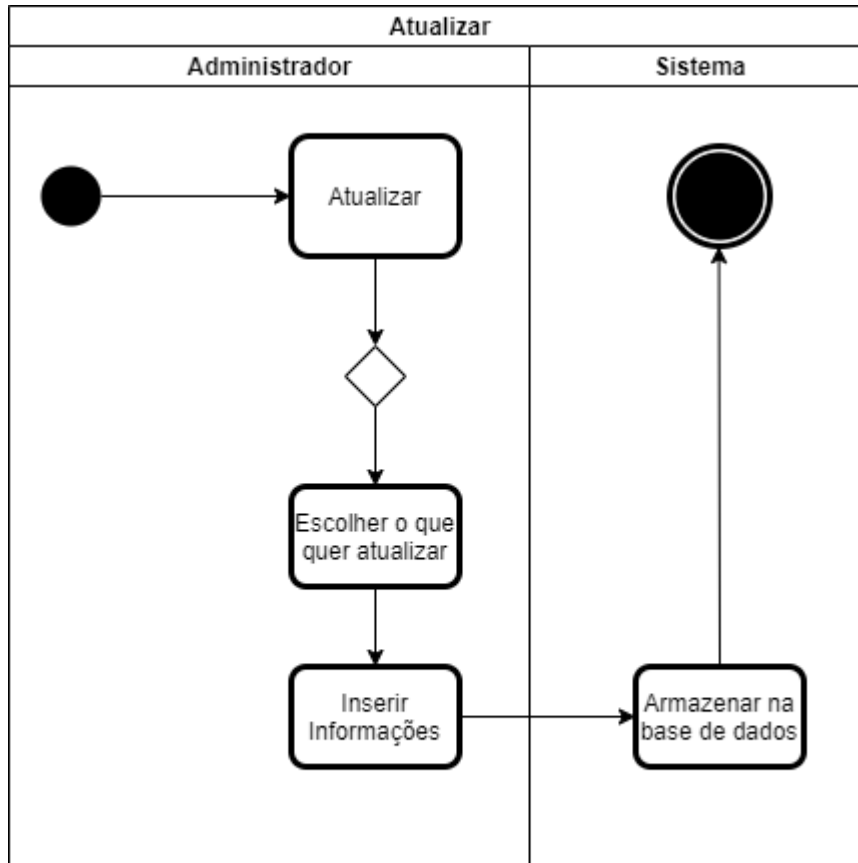 Atualizar
Administrador
Sistema
Atualizar
Escolher o que
quer atualizar
Inserir
Informações
Armazenar na
base de dados